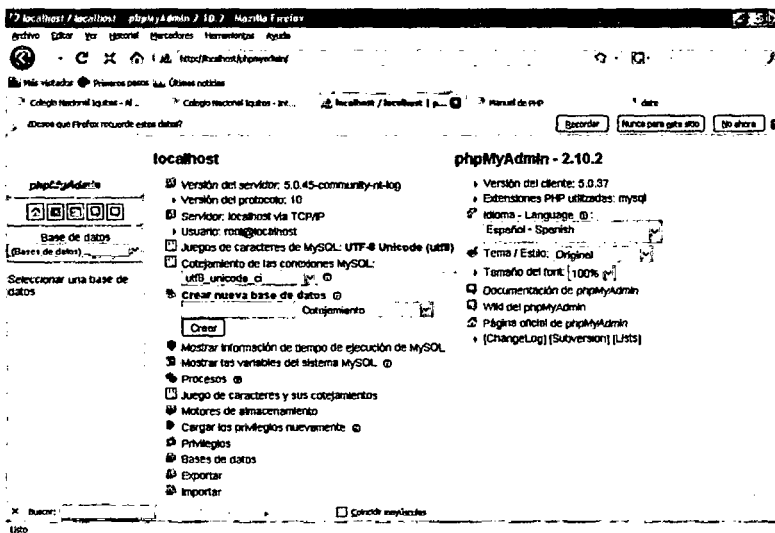 localhost / localhost phpMyAdmin 2.10.2 Mozilla Firefox
Archivo Editar Ver Historial Marcadores Herramientas Ayuda
http://localhost/phpmyadmin/
Más visitados Primeros pasos Últimas noticias
Colegio Nacional Iquitos - Al ...
Colegio Nacional Iquitos - Int...
localhost / localhost | p...
Manual de PHP
date
¿Desea que Firefox recuerde estos datos?
Recordar
Nunca para este sitio
No ahora
phpMyAdmin
Base de datos
(Bases de datos)
Seleccionar una base de datos
localhost
Versión del servidor: 5.0.45-community-nt-log
Versión del protocolo: 10
Servidor: localhost via TCP/IP
Usuario: root@localhost
Juegos de caracteres de MySQL: UTF-8 Unicode (utf8)
Cotejamiento de las conexiones MySQL:
utf8_unicode_ci
Crear nueva base de datos
Cotejamiento
Crear
Mostrar información de tiempo de ejecución de MySQL
Mostrar las variables del sistema MySQL
Procesos
Juego de caracteres y sus cotejamientos
Motores de almacenamiento
Cargar los privilegios nuevamente
Privilegios
Bases de datos
Exportar
Importar
phpMyAdmin - 2.10.2
Versión del cliente: 5.0.37
Extensiones PHP utilizadas: mysql
Idioma - Language :
Español - Spanish
Tema / Estilo: Original
Tamaño del font: 100%
Documentación de phpMyAdmin
Wiki del phpMyAdmin
Página oficial de phpMyAdmin
[ChangeLog] [Subversion] [Lists]
Buscar:
Coincidir mayúsculas
Listo